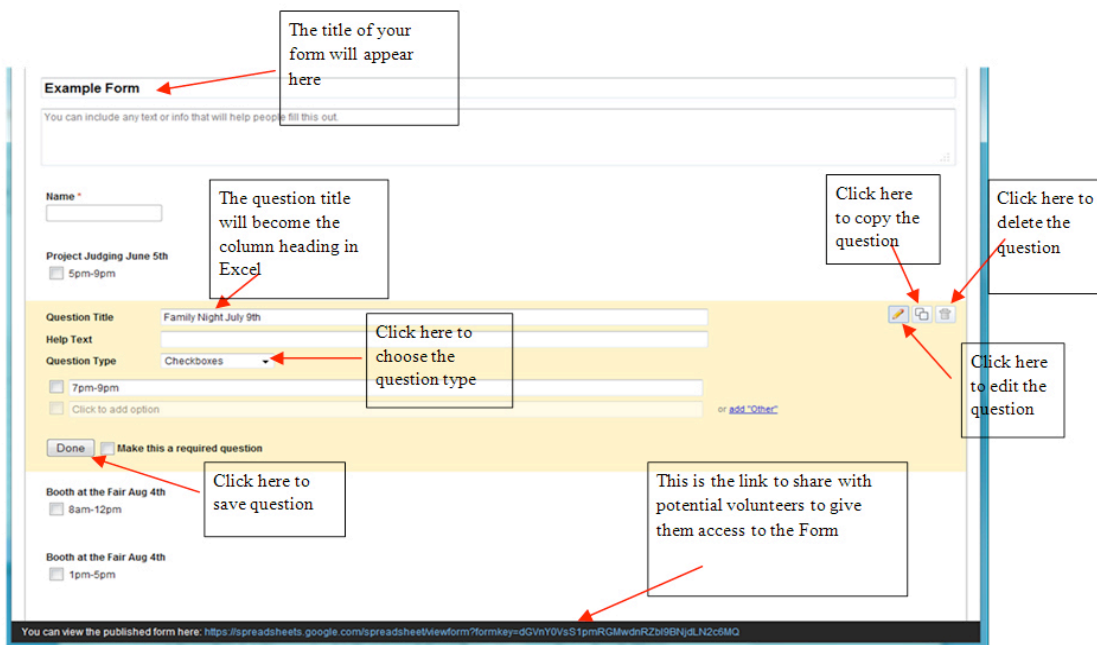 The title of your
form will appear
here
Example Form
You can include any text or info that will help people fill this out.
Name *
The question title
will become the
column heading in
Excel
Click here
to copy the
question
Click here to
delete the
question
Project Judging June 5th
5pm-9pm
Question Title
Family Night July 9th
Help Text
Question Type
Checkboxes
Click here to
choose the
question type
Click here
to edit the
question
7pm-9pm
Click to add option
or add "Other"
Done
Make this a required question
Click here to
save question
This is the link to share with
potential volunteers to give
them access to the Form
Booth at the Fair Aug 4th
8am-12pm
Booth at the Fair Aug 4th
1pm-5pm
You can view the published form here: https://spreadsheets.google.com/spreadsheet/viewform?formkey=dGVnY0VsS1pmRGMwdnRZbl9BNjdLN2c6MQ